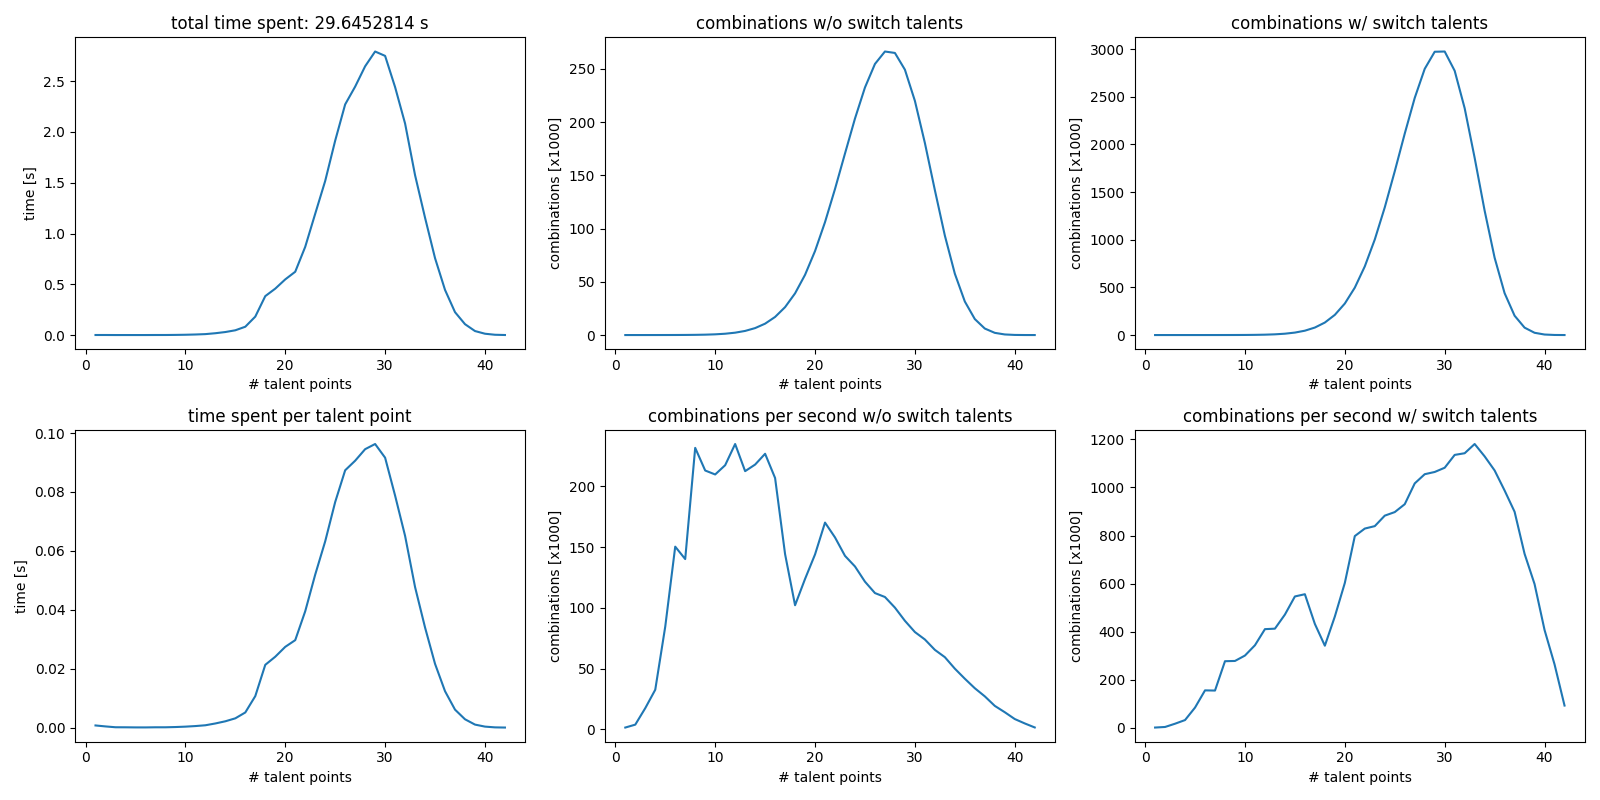 total time spent: 29.6452814 s
time [s]
2.5
2.0
1.5
1.0
0.5
0.0
0 10 20 30 40
# talent points
combinations w/o switch talents
combinations [x1000]
250
200
150
100
50
0
0 10 20 30 40
# talent points
combinations w/ switch talents
combinations [x1000]
3000
2500
2000
1500
1000
500
0
0 10 20 30 40
# talent points
time spent per talent point
time [s]
0.10
0.08
0.06
0.04
0.02
0.00
0 10 20 30 40
# talent points
combinations per second w/o switch talents
combinations [x1000]
200
150
100
50
0
0 10 20 30 40
# talent points
combinations per second w/ switch talents
combinations [x1000]
1200
1000
800
600
400
200
0
0 10 20 30 40
# talent points